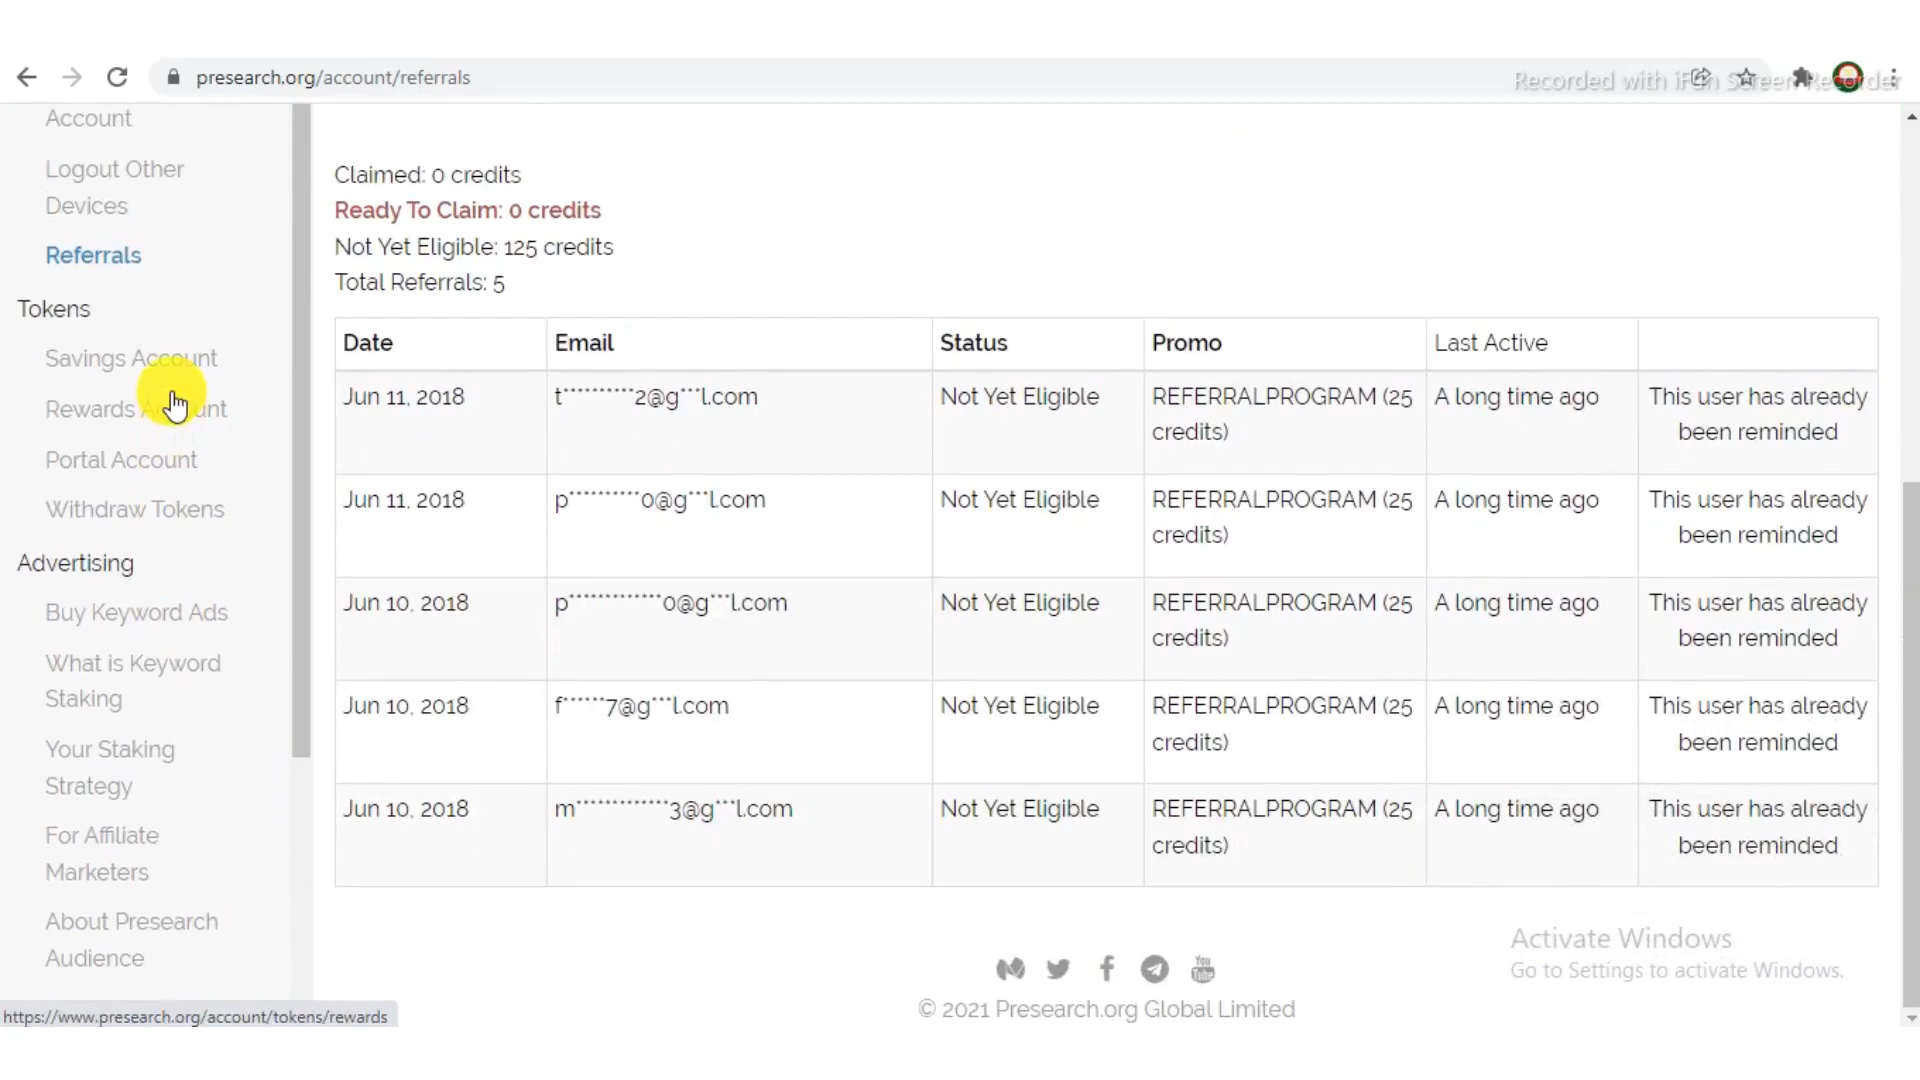 presearch.org/account/referrals
Recorded with iFun Screen Recorder
Account
Logout Other
Devices
Referrals
Tokens
Savings Account
Rewards Account
Portal Account
Withdraw Tokens
Advertising
Buy Keyword Ads
What is Keyword
Staking
Your Staking
Strategy
For Affiliate
Marketers
About Presearch
Audience
https://www.presearch.org/account/tokens/rewards
Claimed: 0 credits
Ready To Claim: 0 credits
Not Yet Eligible: 125 credits
Total Referrals: 5
Date Email Status Promo Last Active
Jun 11, 2018 t**********2@g***l.com Not Yet Eligible REFERRALPROGRAM (25 A long time ago This user has already
credits) been reminded
Jun 11, 2018 p**********0@g***l.com Not Yet Eligible REFERRALPROGRAM (25 A long time ago This user has already
credits) been reminded
Jun 10, 2018 p*************0@g***l.com Not Yet Eligible REFERRALPROGRAM (25 A long time ago This user has already
credits) been reminded
Jun 10, 2018 f******7@g***l.com Not Yet Eligible REFERRALPROGRAM (25 A long time ago This user has already
credits) been reminded
Jun 10, 2018 m*************3@g***l.com Not Yet Eligible REFERRALPROGRAM (25 A long time ago This user has already
credits) been reminded
You
Tube
© 2021 Presearch.org Global Limited
Activate Windows
Go to Settings to activate Windows.